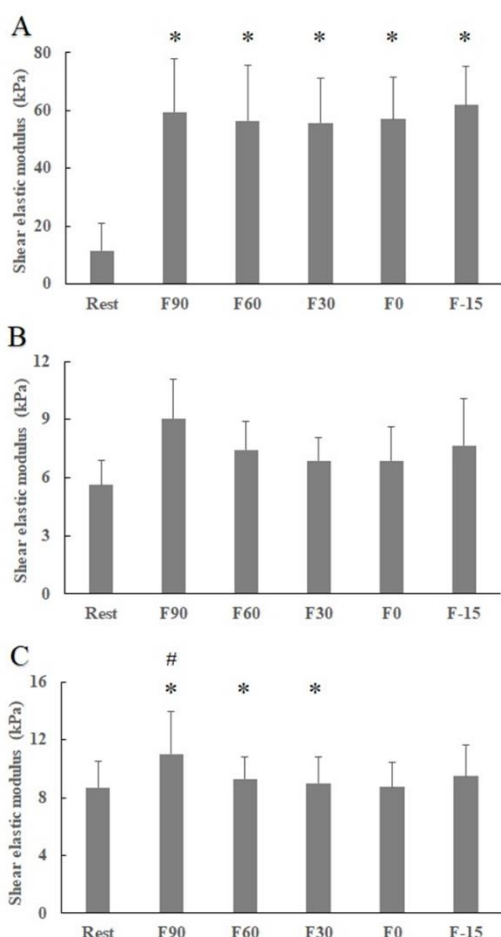 A
Shear elastic modulus (kPa)
80
60
40
20
0
* * * * *
Rest F90 F60 F30 F0 F-15
B
Shear elastic modulus (kPa)
12
9
6
3
0
Rest F90 F60 F30 F0 F-15
C
Shear elastic modulus (kPa)
16
12
8
4
0
#
* * *
Rest F90 F60 F30 F0 F-15